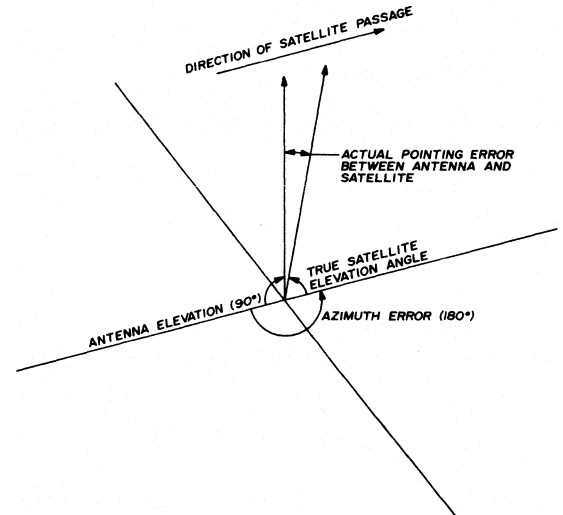 DIRECTION OF SATELLITE PASSAGE
ACTUAL POINTING ERROR
BETWEEN ANTENNA AND
SATELLITE
TRUE SATELLITE
ELEVATION ANGLE
ANTENNA ELEVATION (90°)
AZIMUTH ERROR (180°)